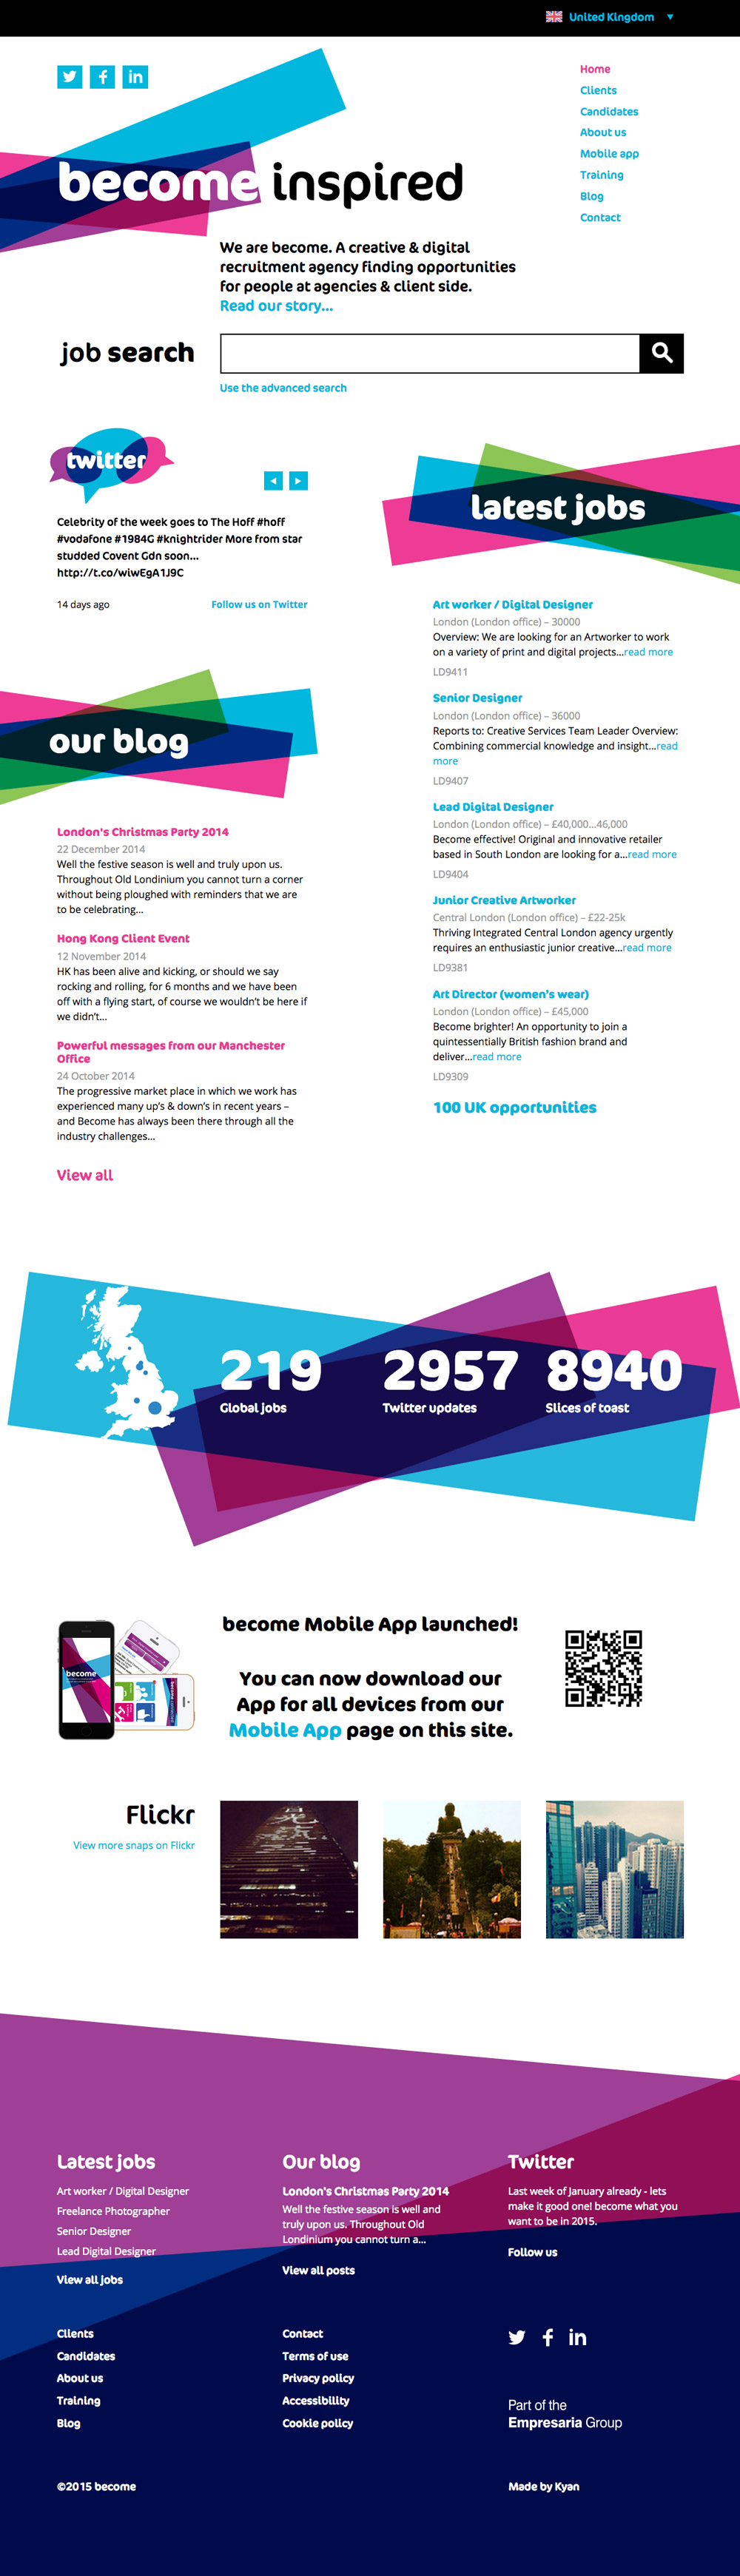 United Kingdom
Home
Clients
Candidates
About us
Mobile app
Training
Blog
Contact
become inspired
We are become. A creative & digital
recruitment agency finding opportunities
for people at agencies & client side.
Read our story...
job search
Use the advanced search
twitter
Celebrity of the week goes to The Hoff #hoff
#vodafone #1984G #knightrider More from star
studded Covent Gdn soon...
http://t.co/wiwEgA1J9C
14 days ago
Follow us on Twitter
our blog
London's Christmas Party 2014
22 December 2014
Well the festive season is well and truly upon us.
Throughout Old Londinium you cannot turn a corner
without being ploughed with reminders that we are
to be celebrating...
Hong Kong Client Event
12 November 2014
HK has been alive and kicking, or should we say
rocking and rolling, for 6 months and we have been
off with a flying start, of course we wouldn't be here if
we didn't...
Powerful messages from our Manchester
Office
24 October 2014
The progressive market place in which we work has
experienced many up's & down's in recent years –
and Become has always been there through all the
industry challenges...
View all
latest jobs
Art worker / Digital Designer
London (London office) – 30000
Overview: We are looking for an Artworker to work
on a variety of print and digital projects...read more
LD9411
Senior Designer
London (London office) – 36000
Reports to: Creative Services Team Leader Overview:
Combining commercial knowledge and insight...read
more
LD9407
Lead Digital Designer
London (London office) – £40,000...46,000
Become effective! Original and innovative retailer
based in South London are looking for a...read more
LD9404
Junior Creative Artworker
Central London (London office) – £22-25k
Thriving Integrated Central London agency urgently
requires an enthusiastic junior creative...read more
LD9381
Art Director (women's wear)
London (London office) – £45,000
Become brighter! An opportunity to join a
quintessentially British fashion brand and
deliver...read more
LD9309
100 UK opportunities
219
Global jobs
2957
Twitter updates
8940
Slices of toast
become
become Mobile App launched!
You can now download our
App for all devices from our
Mobile App page on this site.
Flickr
View more snaps on Flickr
Latest jobs
Art worker / Digital Designer
Freelance Photographer
Senior Designer
Lead Digital Designer
View all jobs
Our blog
London's Christmas Party 2014
Well the festive season is well and
truly upon us. Throughout Old
Londinium you cannot turn a...
View all posts
Twitter
Last week of January already - lets
make it good one! become what you
want to be in 2015.
Follow us
Clients
Candidates
About us
Training
Blog
Contact
Terms of use
Privacy policy
Accessibility
Cookie policy
Part of the
Empresaria Group
©2015 become
Made by Kyan